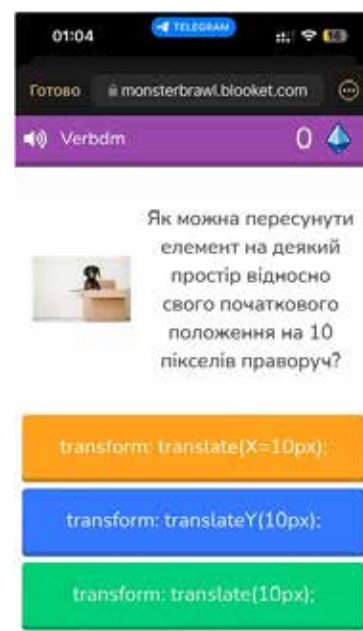 01:04
TELEGRAM
Готово
monsterbrawl.blooket.com
Verbdm
0
Як можна пересунути
елемент на деякий
простір відносно
свого початкового
положення на 10
пікселів праворуч?
transform: translate(X=10px);
transform: translateY(10px);
transform: translate(10px);